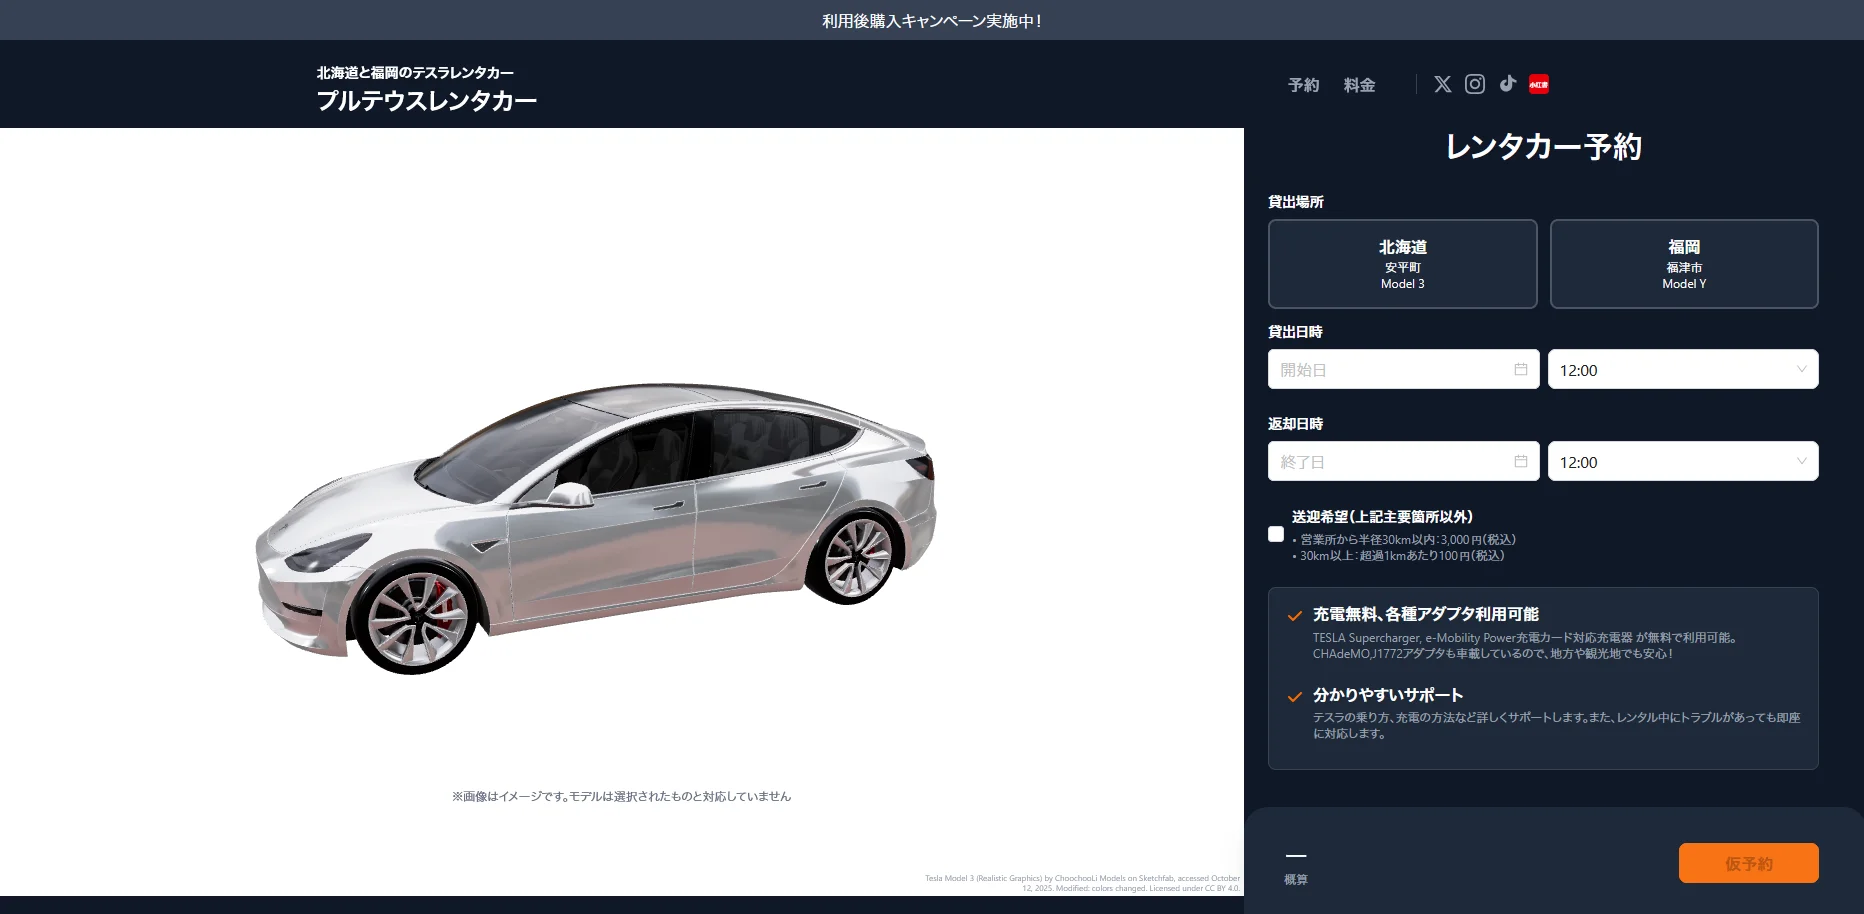 利用後購入キャンペーン実施中！
北海道と福岡のテスラレンタカー
プルテウスレンタカー
予約 料金
小红书
レンタカー予約
貸出場所
北海道
安平町
Model 3
福岡
福津市
Model Y
貸出日時
開始日
12:00
返却日時
終了日
12:00
送迎希望（上記主要箇所以外）
• 営業所から半径30km以内：3,000円（税込）
• 30km以上：超過1kmあたり100円（税込）
充電無料、各種アダプタ利用可能
TESLA Supercharger, e-Mobility Power充電カード対応充電器 が無料で利用可能。
CHAdeMO,J1772アダプタも車載しているので、地方や観光地でも安心！
分かりやすいサポート
テスラの乗り方、充電の方法など詳しくサポートします。また、レンタル中にトラブルがあっても即座
に対応します。
※画像はイメージです。モデルは選択されたものと対応していません
Tesla Model 3 (Realistic Graphics) by ChoochooLi Models on Sketchfab, accessed October
12, 2025. Modified: colors changed. Licensed under CC BY 4.0.
—
概算
仮予約